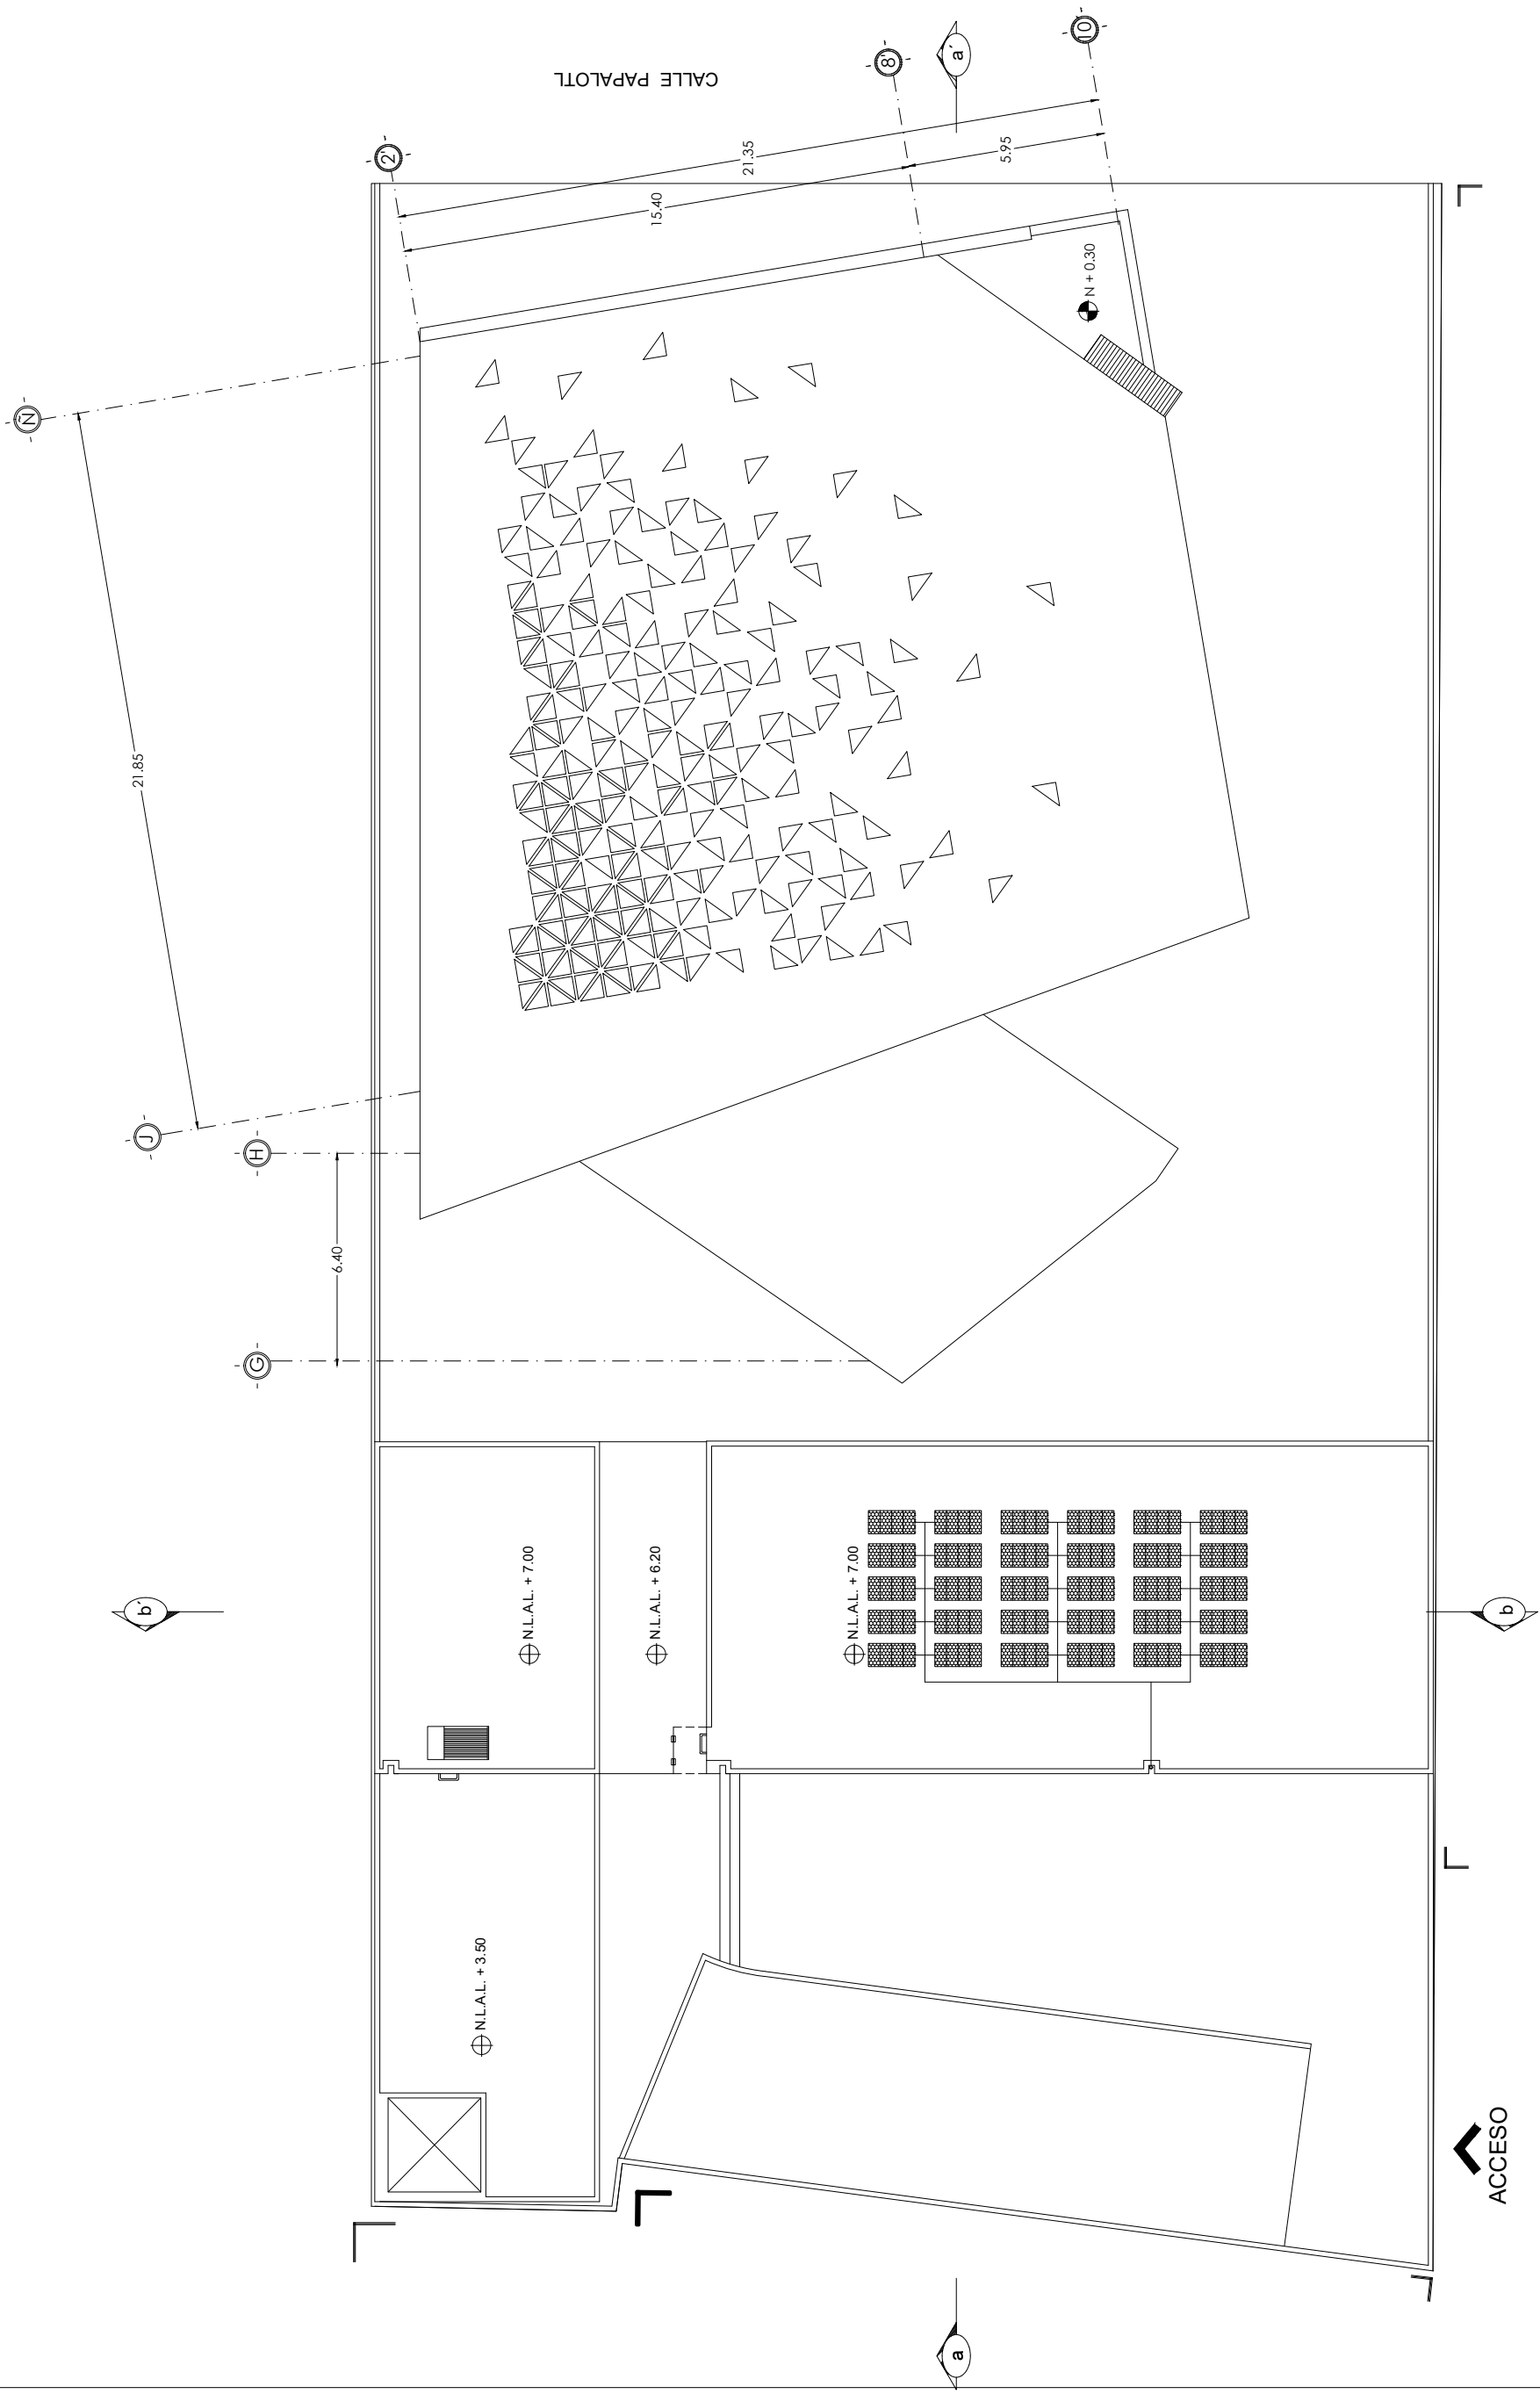 CALLE PAPALOTL
2'
8'
10'
a´
21.35
15.40
5.95
N + 0.30
Ñ
J
H
G
21.85
6.40
b´
N.L.A.L. + 7.00
N.L.A.L. + 6.20
N.L.A.L. + 7.00
b
N.L.A.L. + 3.50
ACCESO
a